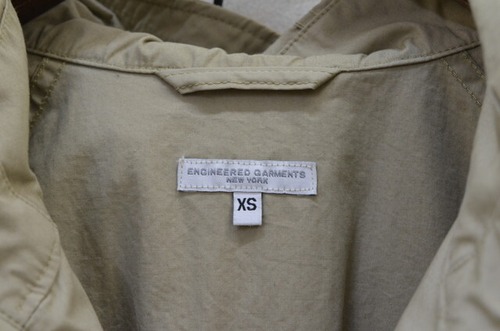 ENGINEERED GARMENTS
NEW YORK
XS